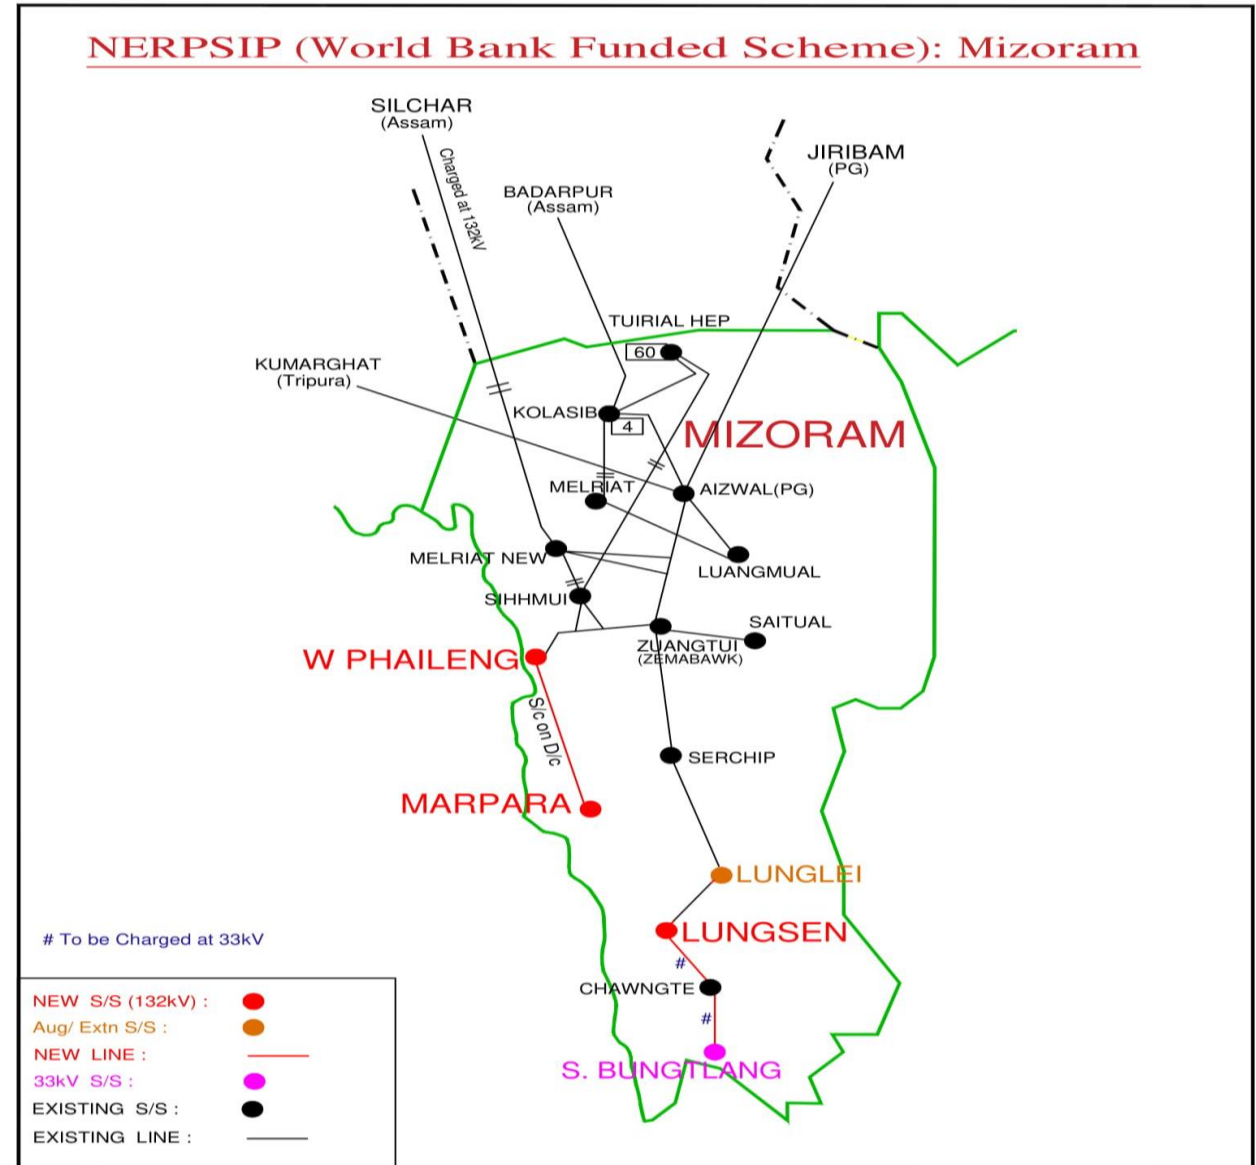 NERPSIP (World Bank Funded Scheme): Mizoram
SILCHAR
(Assam)
Charged at 132kV
BADARPUR
(Assam)
JIRIBAM
(PG)
TUIRIAL HEP
60
KUMARGHAT
(Tripura)
KOLASIB
4
MIZORAM
MELRIAT
AIZWAL(PG)
MELRIAT NEW
LUANGMUAL
SIHHMUI
SAITUAL
ZUANGTUI
(ZEMABAWK)
W PHAILENG
S/c on D/c
SERCHIP
MARPARA
LUNGLEI
LUNGSEN
#
CHAWNGTE
#
S. BUNGTLANG
# To be Charged at 33kV
NEW S/S (132kV) :
Aug/ Extn S/S :
NEW LINE :
33kV S/S :
EXISTING S/S :
EXISTING LINE :